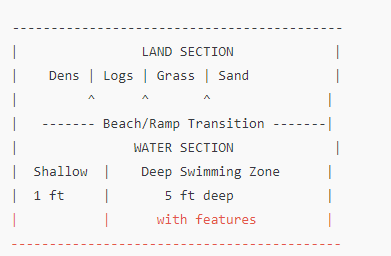 -------------------------------------------
|                LAND SECTION             |
|    Dens | Logs | Grass | Sand           |
|         ^      ^       ^               |
|   ------- Beach/Ramp Transition -------|
|               WATER SECTION             |
|  Shallow  |    Deep Swimming Zone      |
|  1 ft     |       5 ft deep            |
|           |      with features         |
-------------------------------------------